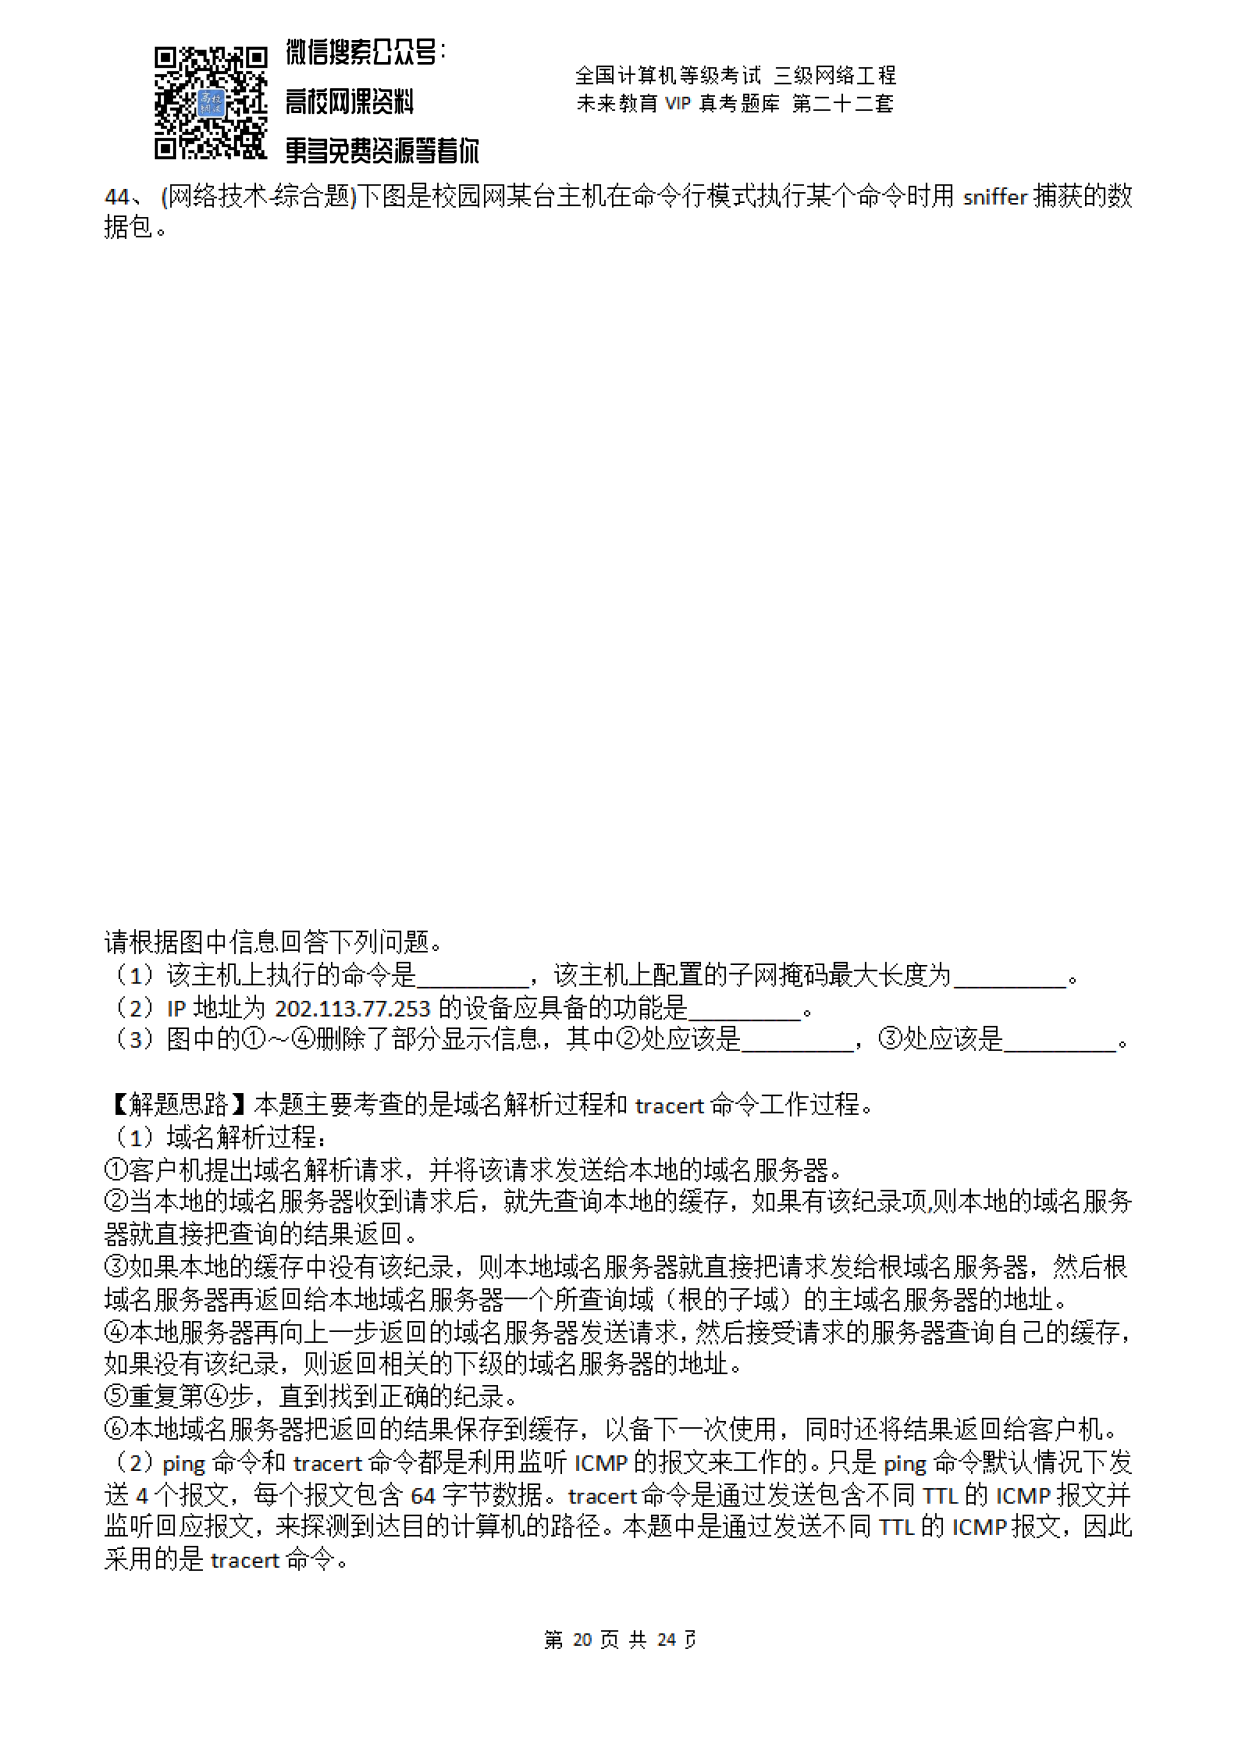 微信搜索公众号：
高校网课资料
更多免费资源等着你
全国计算机等级考试 三级网络工程
未来教育 VIP 真考题库 第二十二套
44、 (网络技术-综合题)下图是校园网某台主机在命令行模式执行某个命令时用 sniffer 捕获的数
据包。
请根据图中信息回答下列问题。
（1）该主机上执行的命令是_________，该主机上配置的子网掩码最大长度为_________。
（2）IP 地址为 202.113.77.253 的设备应具备的功能是_________。
（3）图中的①～④删除了部分显示信息，其中②处应该是_________，③处应该是_________。
【解题思路】本题主要考查的是域名解析过程和 tracert 命令工作过程。
（1）域名解析过程：
①客户机提出域名解析请求，并将该请求发送给本地的域名服务器。
②当本地的域名服务器收到请求后，就先查询本地的缓存，如果有该纪录项,则本地的域名服务
器就直接把查询的结果返回。
③如果本地的缓存中没有该纪录，则本地域名服务器就直接把请求发给根域名服务器，然后根
域名服务器再返回给本地域名服务器一个所查询域（根的子域）的主域名服务器的地址。
④本地服务器再向上一步返回的域名服务器发送请求，然后接受请求的服务器查询自己的缓存，
如果没有该纪录，则返回相关的下级的域名服务器的地址。
⑤重复第④步，直到找到正确的纪录。
⑥本地域名服务器把返回的结果保存到缓存，以备下一次使用，同时还将结果返回给客户机。
（2）ping 命令和 tracert 命令都是利用监听 ICMP 的报文来工作的。只是 ping 命令默认情况下发
送 4 个报文，每个报文包含 64 字节数据。tracert 命令是通过发送包含不同 TTL 的 ICMP 报文并
监听回应报文，来探测到达目的计算机的路径。本题中是通过发送不同 TTL 的 ICMP 报文，因此
采用的是 tracert 命令。
第 20 页 共 24 页